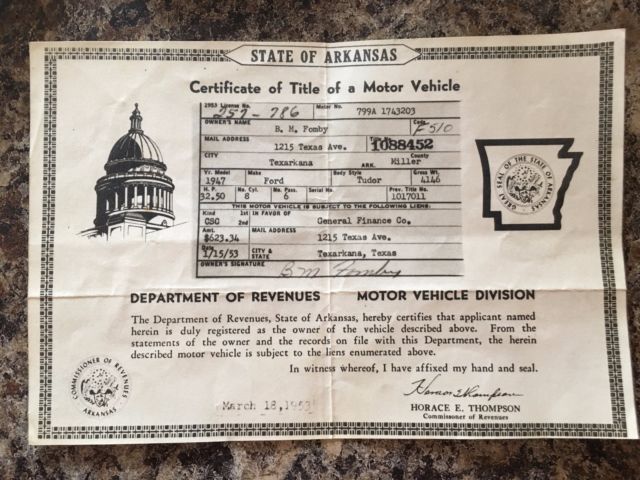 STATE OF ARKANSAS
Certificate of Title of a Motor Vehicle
1953 License No. 757-786 Motor No. 799A 1743203
OWNER'S NAME B. M. Fomby Code F510
MAIL ADDRESS 1215 Texas Ave. Title No. 1088452
CITY Texarkana ARK. County Miller
Yr. Model Make Body Style Gross Wt.
1947 Ford Tudor 4146
H. P. No. Cyl. No. Pass. Serial No. Prev. Title No.
32.50 8 6 1017011
THIS MOTOR VEHICLE IS SUBJECT TO THE FOLLOWING LIENS:
Kind 1st IN FAVOR OF
CSC 2nd General Finance Co.
Amt. MAIL ADDRESS
$623.34 1215 Texas Ave.
Date CITY & STATE
1/15/53 Texarkana, Texas
OWNER'S SIGNATURE B M Fomby
DEPARTMENT OF REVENUES MOTOR VEHICLE DIVISION
The Department of Revenues, State of Arkansas, hereby certifies that applicant named
herein is duly registered as the owner of the vehicle described above. From the
statements of the owner and the records on file with this Department, the herein
described motor vehicle is subject to the liens enumerated above.
In witness whereof, I have affixed my hand and seal.
Horace E Thompson
March 18, 1953
HORACE E. THOMPSON
Commissioner of Revenues
COMMISSIONER OF REVENUES
ARKANSAS
GREAT SEAL OF THE STATE OF ARKANSAS